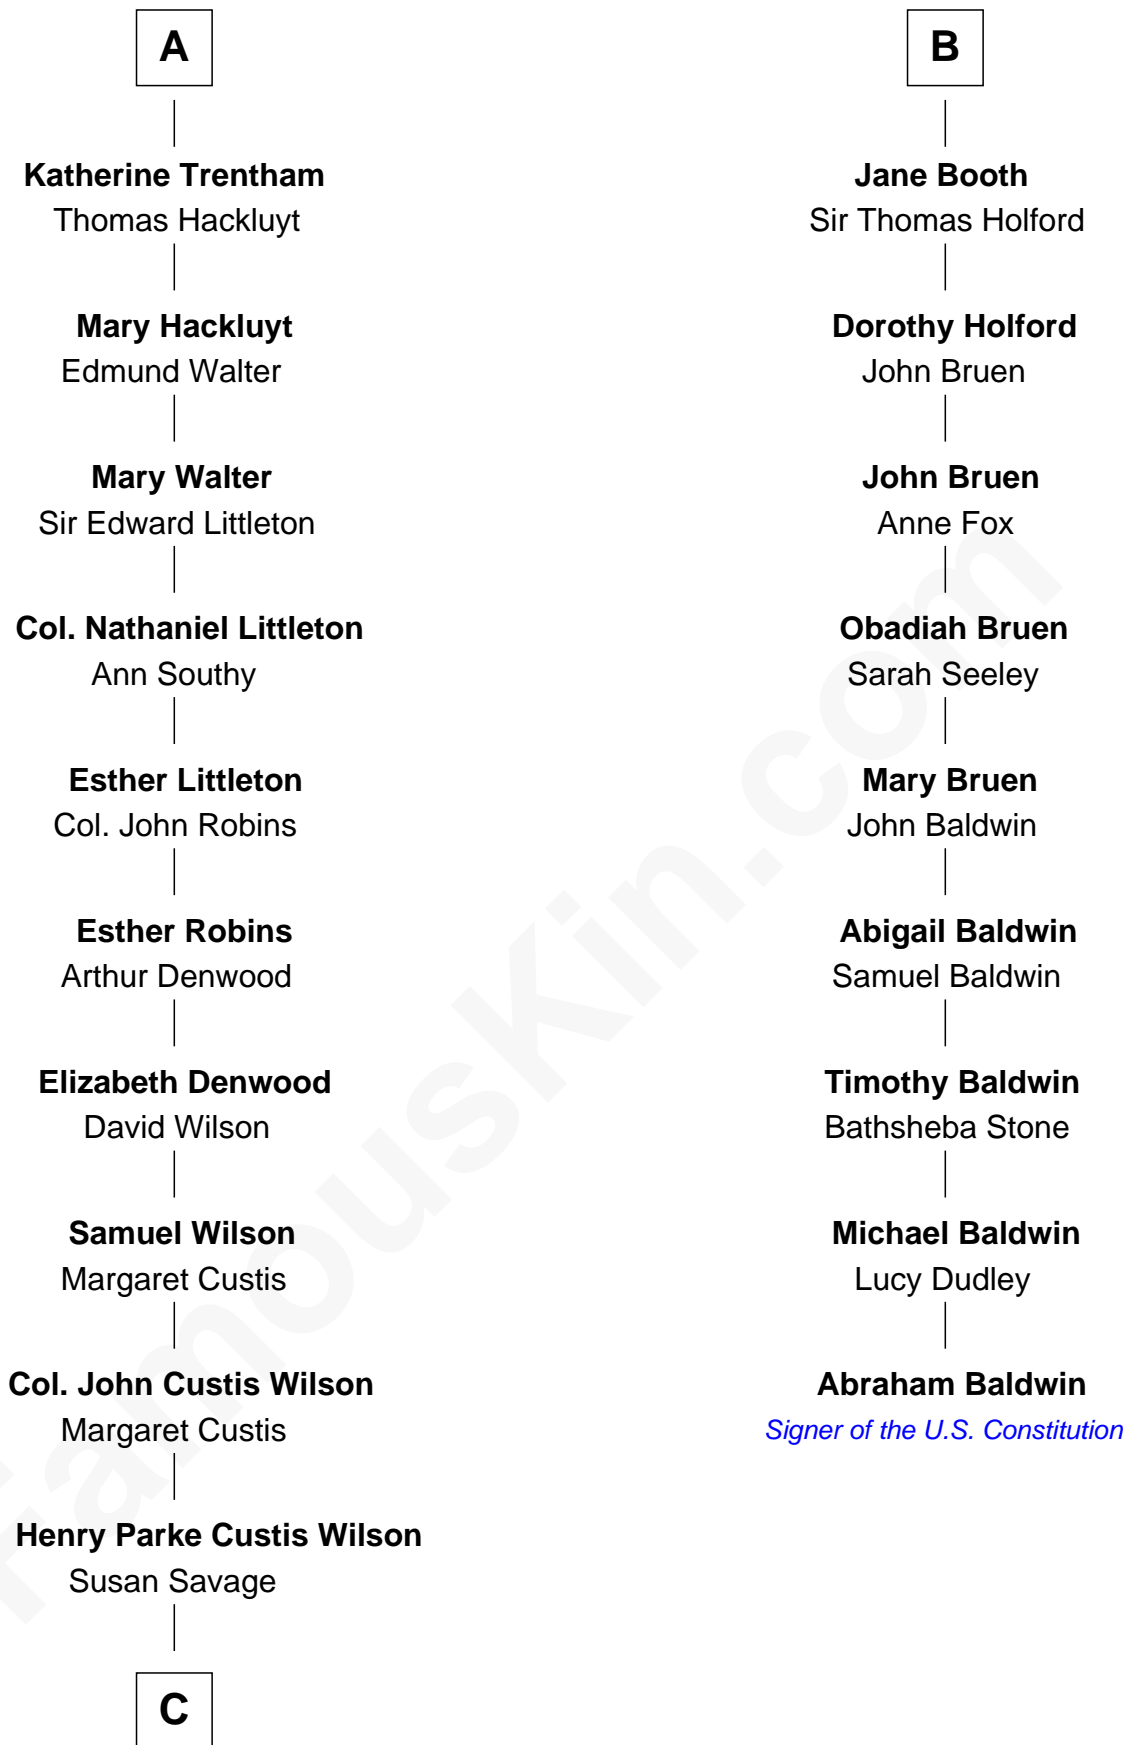 A
Katherine Trentham
Thomas Hackluyt
Mary Hackluyt
Edmund Walter
Mary Walter
Sir Edward Littleton
Col. Nathaniel Littleton
Ann Southy
Esther Littleton
Col. John Robins
Esther Robins
Arthur Denwood
Elizabeth Denwood
David Wilson
Samuel Wilson
Margaret Custis
Col. John Custis Wilson
Margaret Custis
Henry Parke Custis Wilson
Susan Savage
C
B
Jane Booth
Sir Thomas Holford
Dorothy Holford
John Bruen
John Bruen
Anne Fox
Obadiah Bruen
Sarah Seeley
Mary Bruen
John Baldwin
Abigail Baldwin
Samuel Baldwin
Timothy Baldwin
Bathsheba Stone
Michael Baldwin
Lucy Dudley
Abraham Baldwin
Signer of the U.S. Constitution
FamousKin.com